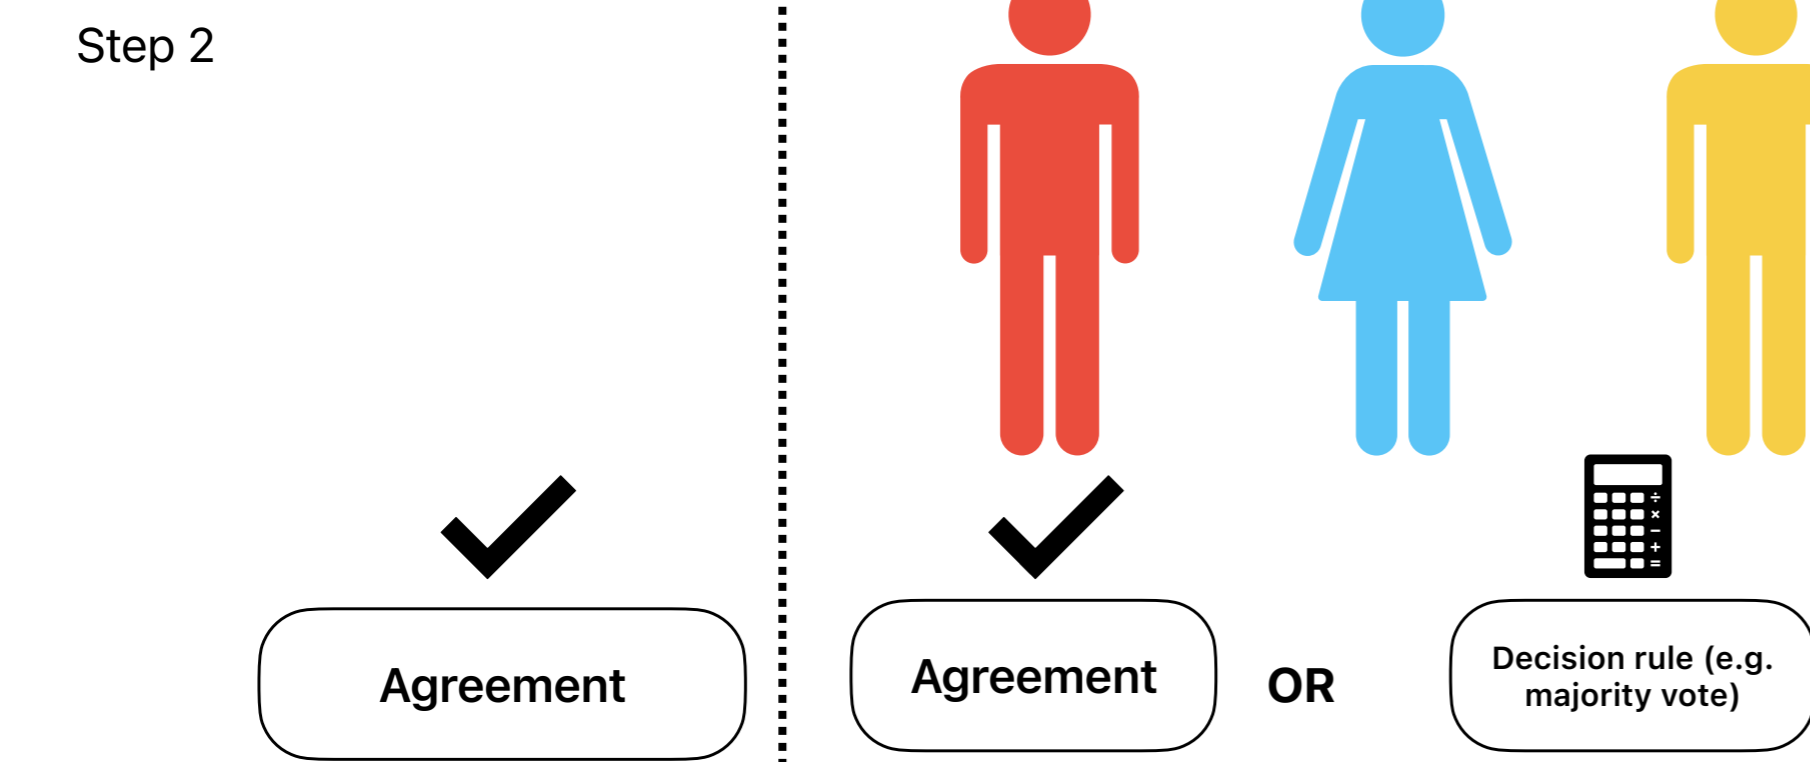 Step 2
Agreement
Agreement
OR
Decision rule (e.g.
majority vote)